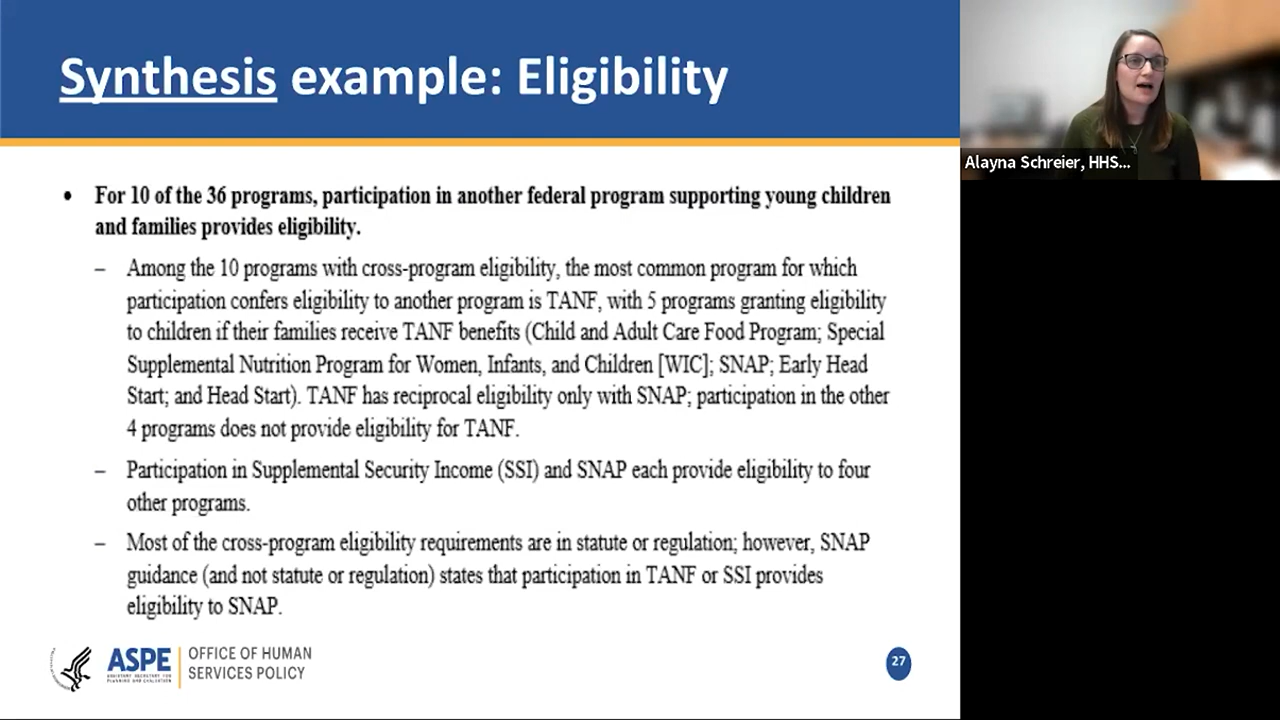 Synthesis example: Eligibility
Alayna Schreier, HHS...
• For 10 of the 36 programs, participation in another federal program supporting young children
and families provides eligibility.
– Among the 10 programs with cross-program eligibility, the most common program for which
participation confers eligibility to another program is TANF, with 5 programs granting eligibility
to children if their families receive TANF benefits (Child and Adult Care Food Program; Special
Supplemental Nutrition Program for Women, Infants, and Children [WIC]; SNAP; Early Head
Start; and Head Start). TANF has reciprocal eligibility only with SNAP; participation in the other
4 programs does not provide eligibility for TANF.
– Participation in Supplemental Security Income (SSI) and SNAP each provide eligibility to four
other programs.
– Most of the cross-program eligibility requirements are in statute or regulation; however, SNAP
guidance (and not statute or regulation) states that participation in TANF or SSI provides
eligibility to SNAP.
ASPE
ASSISTANT SECRETARY FOR
PLANNING AND EVALUATION
OFFICE OF HUMAN
SERVICES POLICY
27